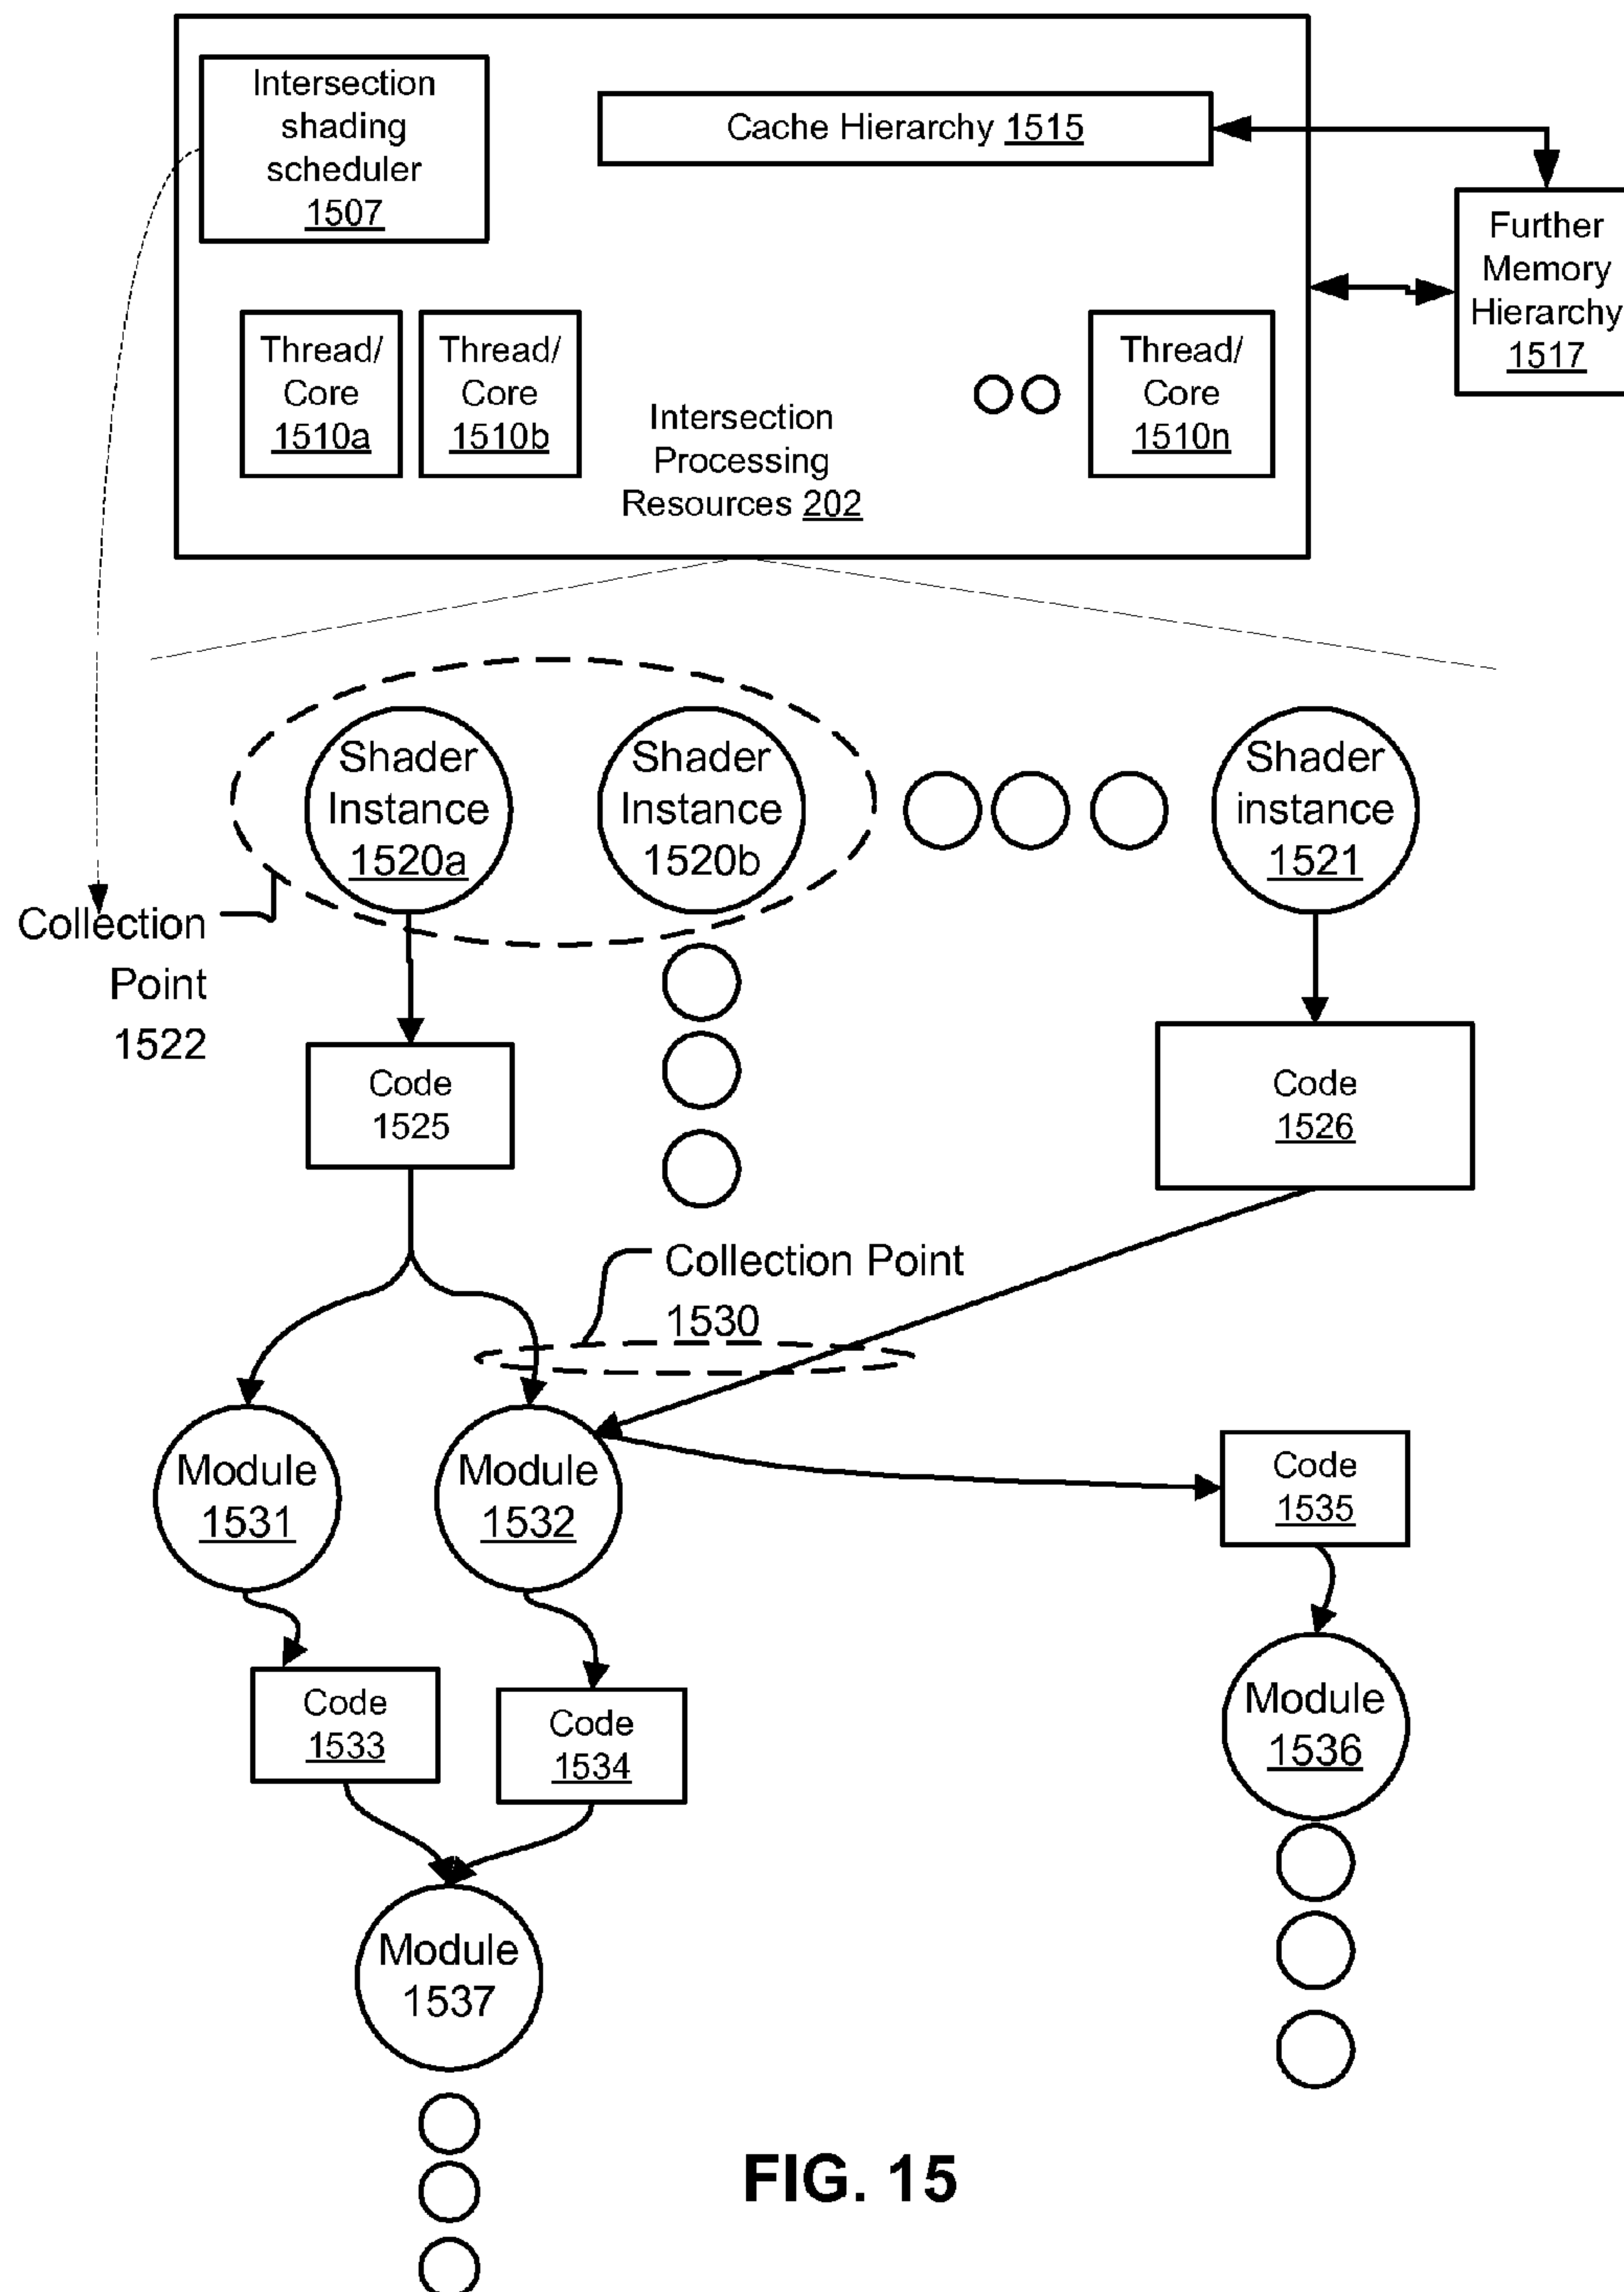 Intersection
shading
scheduler
1507
Cache Hierarchy 1515
Further
Memory
Hierarchy
1517
Thread/
Core
1510a
Thread/
Core
1510b
Intersection
Processing
Resources 202
Thread/
Core
1510n
Shader
Instance
1520a
Shader
Instance
1520b
Shader
instance
1521
Collection
Point
1522
Code
1525
Code
1526
Collection Point
1530
Module
1531
Module
1532
Code
1535
Code
1533
Code
1534
Module
1536
Module
1537
FIG. 15